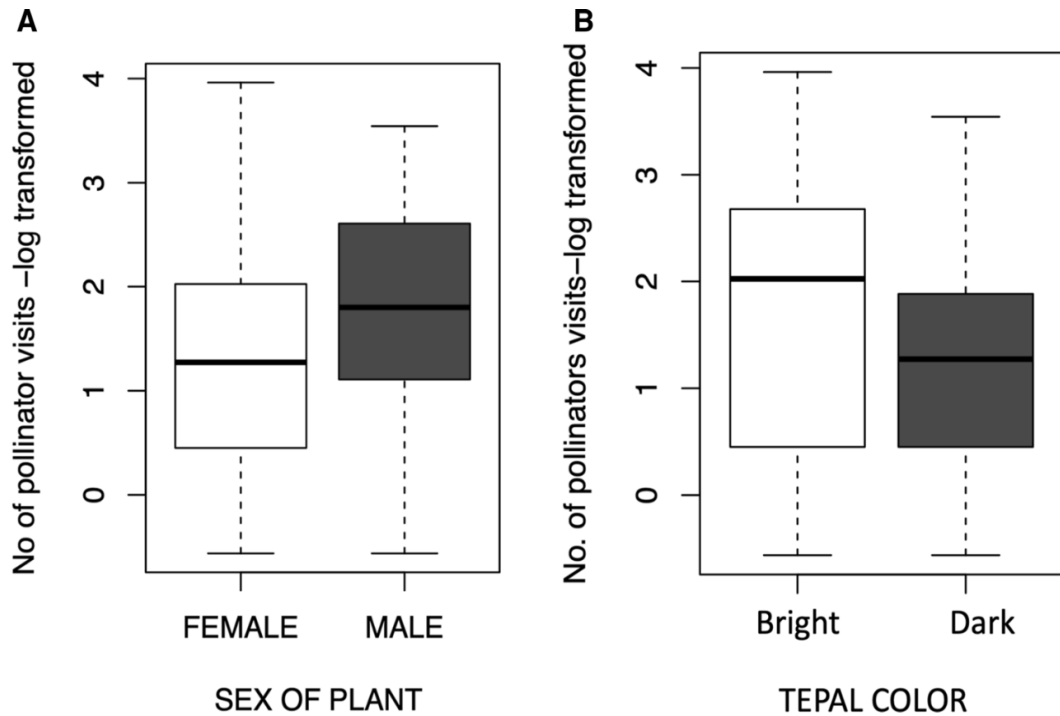 A
No of pollinator visits –log transformed
4
3
2
1
0
FEMALE
MALE
SEX OF PLANT
B
No. of pollinators visits–log transformed
4
3
2
1
0
Bright
Dark
TEPAL COLOR